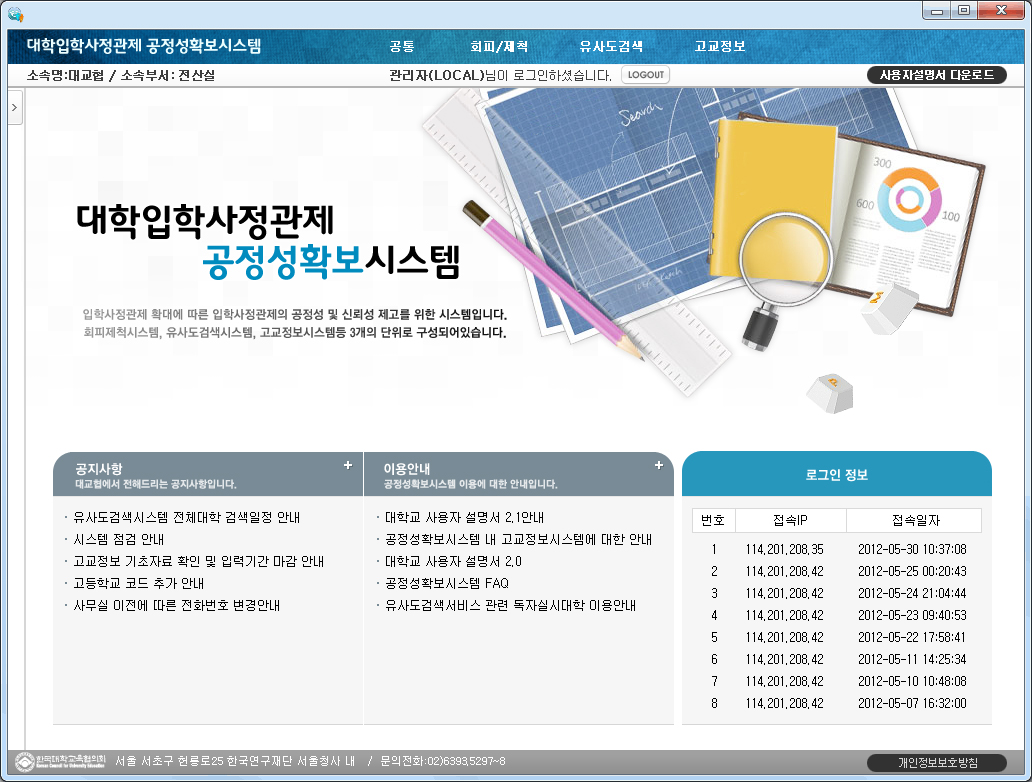 대학입학사정관제 공정성확보시스템 공통 회피/제척 유사도검색 고교정보
소속명:대교협 / 소속부서: 전산실 관리자(LOCAL)님이 로그인하셨습니다. LOGOUT 사용자설명서 다운로드
>
Search
300
600
100
대학입학사정관제
공정성확보시스템
입학사정관제 확대에 따른 입학사정관제의 공정성 및 신뢰성 제고를 위한 시스템입니다.
회피제척시스템, 유사도검색시스템, 고교정보시스템등 3개의 단위로 구성되어있습니다.
공지사항 +
대교협에서 전해드리는 공지사항입니다.
· 유사도검색시스템 전체대학 검색일정 안내
· 시스템 점검 안내
· 고교정보 기초자료 확인 및 입력기간 마감 안내
· 고등학교 코드 추가 안내
· 사무실 이전에 따른 전화번호 변경안내
이용안내 +
공정성확보시스템 이용에 대한 안내입니다.
· 대학교 사용자 설명서 2.1안내
· 공정성확보시스템 내 고교정보시스템에 대한 안내
· 대학교 사용자 설명서 2.0
· 공정성확보시스템 FAQ
· 유사도검색서비스 관련 독자실시대학 이용안내
로그인 정보
번호 접속IP 접속일자
1 114.201.208.35 2012-05-30 10:37:08
2 114.201.208.42 2012-05-25 00:20:43
3 114.201.208.42 2012-05-24 21:04:44
4 114.201.208.42 2012-05-23 09:40:53
5 114.201.208.42 2012-05-22 17:58:41
6 114.201.208.42 2012-05-11 14:25:34
7 114.201.208.42 2012-05-10 10:48:08
8 114.201.208.42 2012-05-07 16:32:00
한국대학교육협의회
Korean Council for University Education
서울 서초구 헌릉로25 한국연구재단 서울청사 내 / 문의전화:02)6393.5297~8 개인정보보호방침